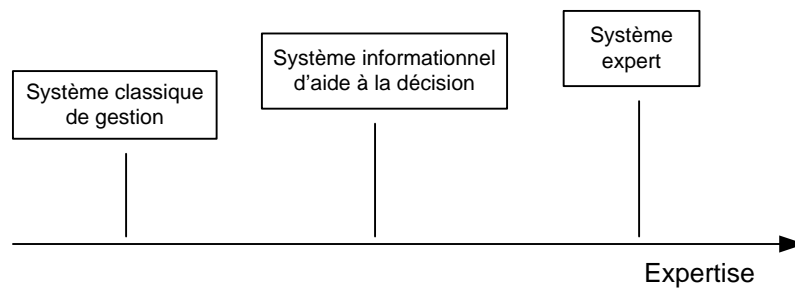 Système classique
de gestion
Système informationnel
d'aide à la décision
Système
expert
Expertise